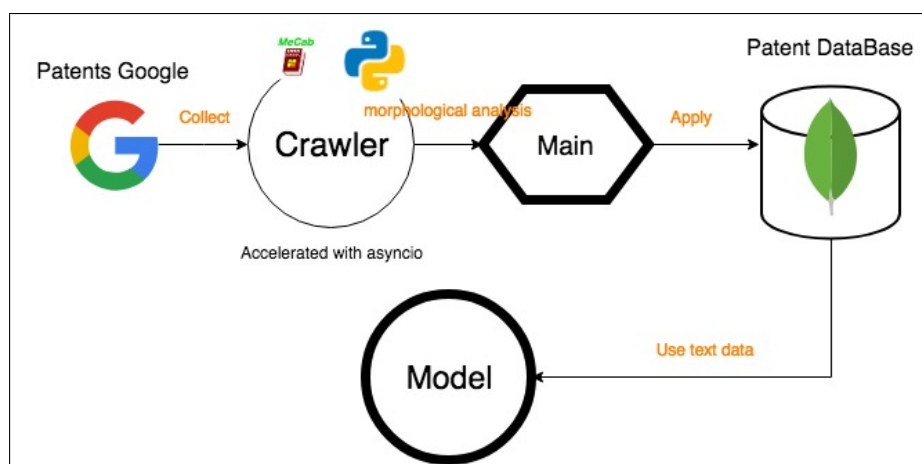 MeCab
Patents Google
Patent DataBase
Collect
morphological analysis
Apply
Crawler
Main
Accelerated with asyncio
Use text data
Model